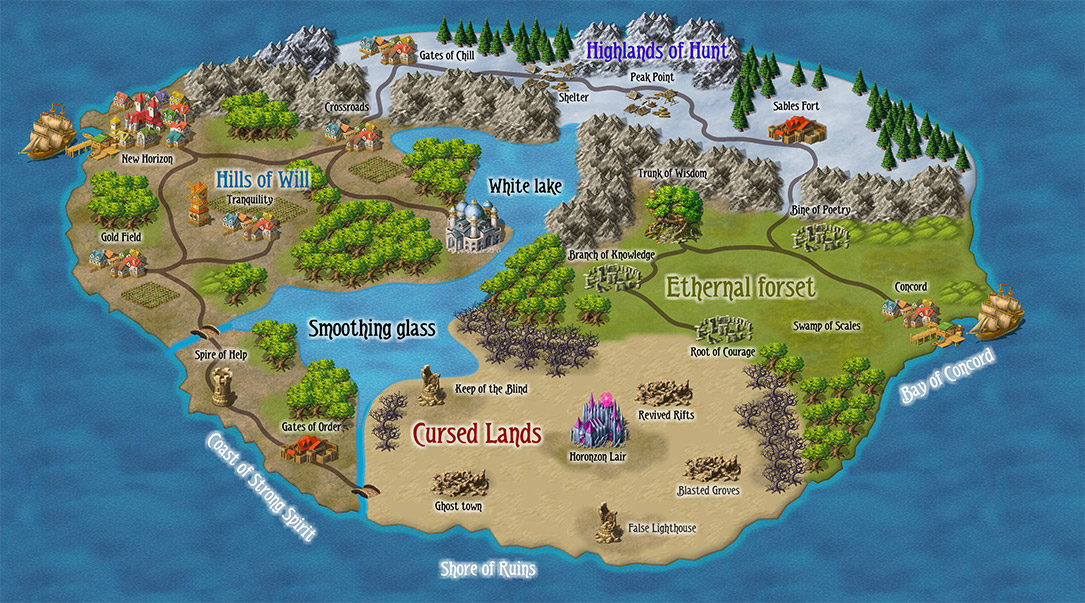 Highlands of Hunt
Gates of Chill
Peak Point
Shelter
Crossroads
Sables Fort
New Horizon
Hills of Will
White lake
Trunk of Wisdom
Tranquility
Bine of Poetry
Gold Field
Branch of Knowledge
Ethernal forset
Concord
Smoothing glass
Swamp of Scales
Root of Courage
Spire of Help
Bay of Concord
Keep of the Blind
Revived Rifts
Gates of Order
Cursed Lands
Horonzon Lair
Coast of Strong Spirit
Blasted Groves
Ghost town
False Lighthouse
Shore of Ruins